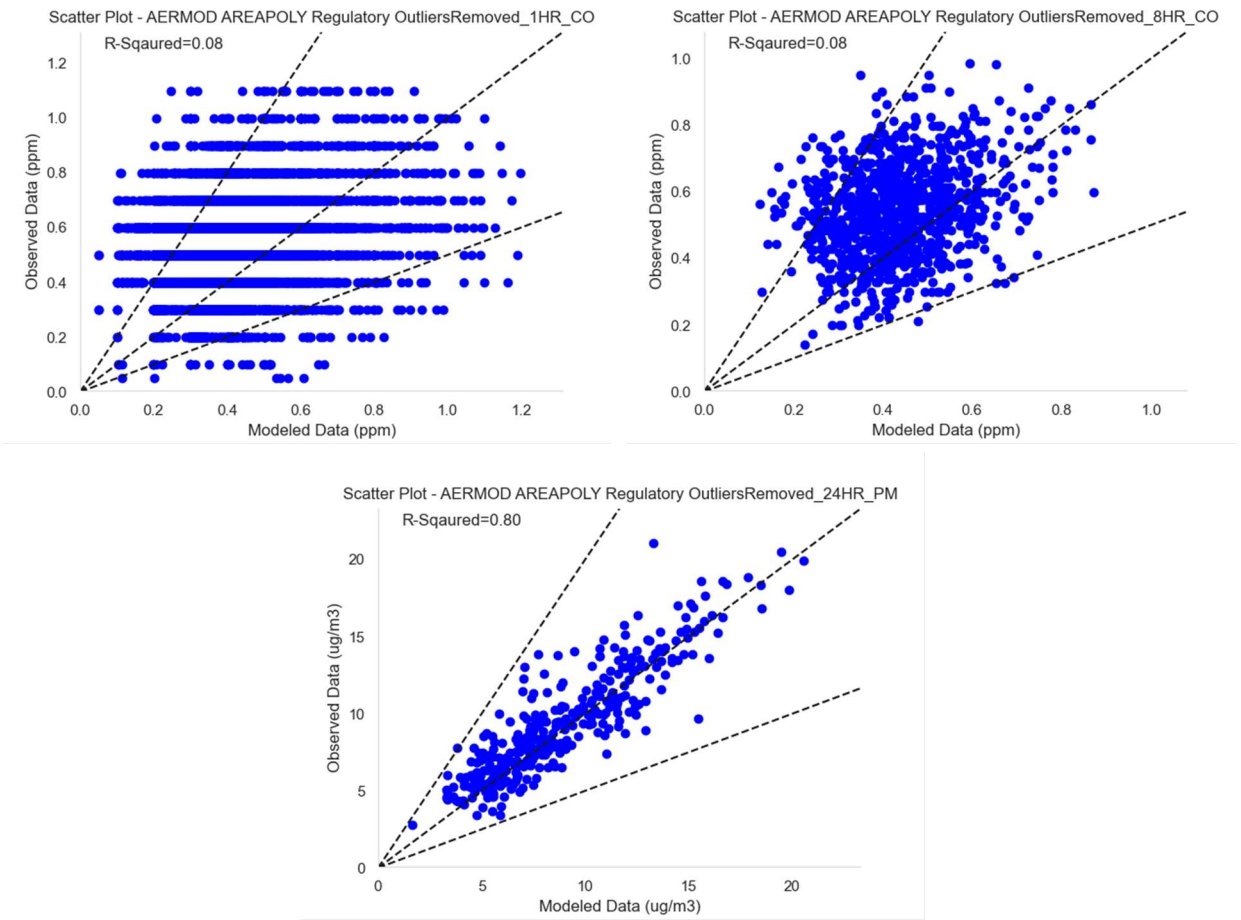 Scatter Plot - AERMOD AREAPOLY Regulatory OutliersRemoved_1HR_CO
R-Sqaured=0.08
1.2
1.0
0.8
0.6
0.4
0.2
0.0
Observed Data (ppm)
0.0 0.2 0.4 0.6 0.8 1.0 1.2
Modeled Data (ppm)
Scatter Plot - AERMOD AREAPOLY Regulatory OutliersRemoved_8HR_CO
R-Sqaured=0.08
1.0
0.8
0.6
0.4
0.2
0.0
Observed Data (ppm)
0.0 0.2 0.4 0.6 0.8 1.0
Modeled Data (ppm)
Scatter Plot - AERMOD AREAPOLY Regulatory OutliersRemoved_24HR_PM
R-Sqaured=0.80
20
15
10
5
0
Observed Data (ug/m3)
0 5 10 15 20
Modeled Data (ug/m3)